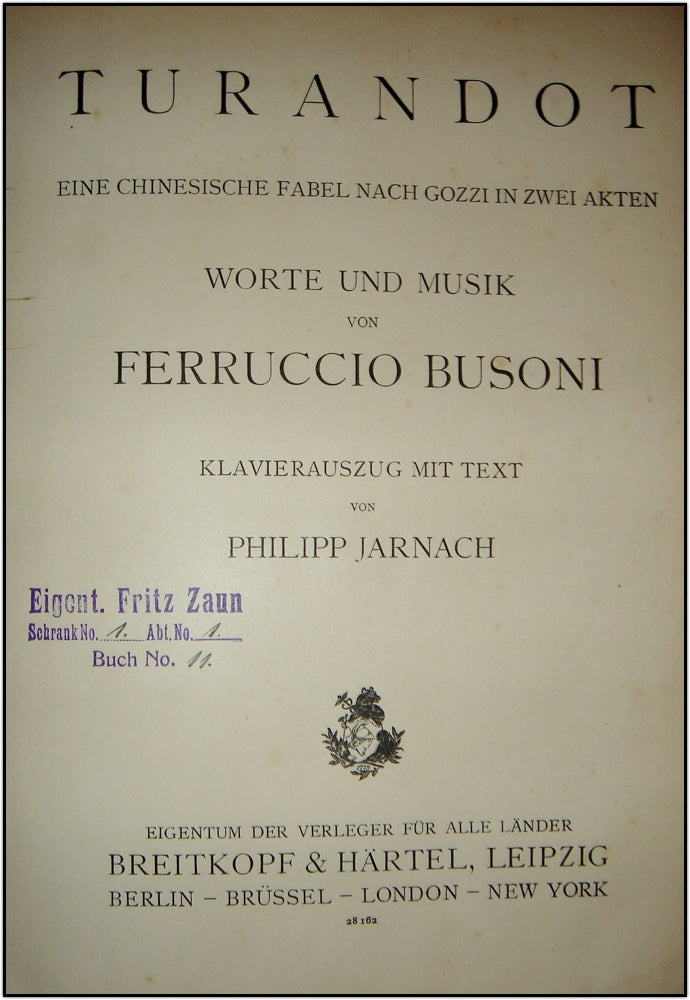 TURANDOT
EINE CHINESISCHE FABEL NACH GOZZI IN ZWEI AKTEN
WORTE UND MUSIK
VON
FERRUCCIO BUSONI
KLAVIERAUSZUG MIT TEXT
VON
PHILIPP JARNACH
Eigent. Fritz Zaun
Schrank No. 1. Abt. No. 1.
Buch No. 11.
EIGENTUM DER VERLEGER FÜR ALLE LÄNDER
BREITKOPF & HÄRTEL, LEIPZIG
BERLIN – BRÜSSEL – LONDON – NEW YORK
28162